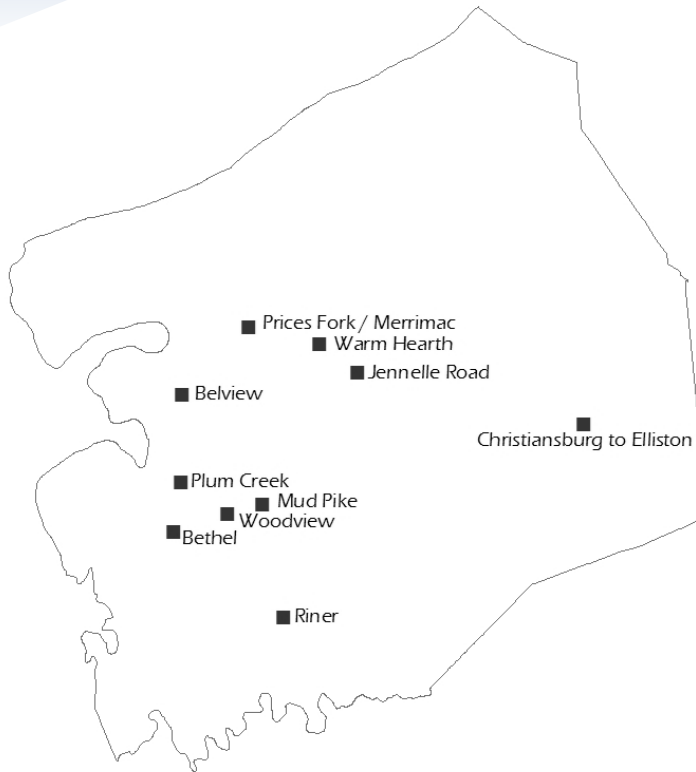 Prices Fork / Merrimac
Warm Hearth
Jennelle Road
Belview
Christiansburg to Elliston
Plum Creek
Mud Pike
Woodview
Bethel
Riner